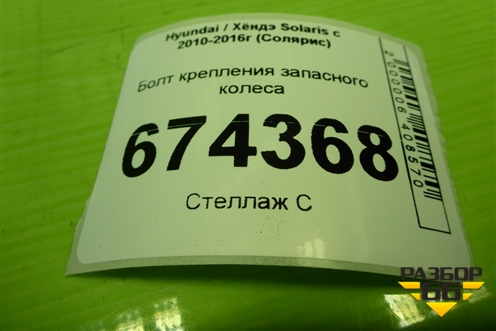 Hyundai / Хёндэ Solaris с
2010-2016г (Солярис)
Болт крепления запасного
колеса
674368
Стеллаж С
2000006408570
РАЗБОР
66